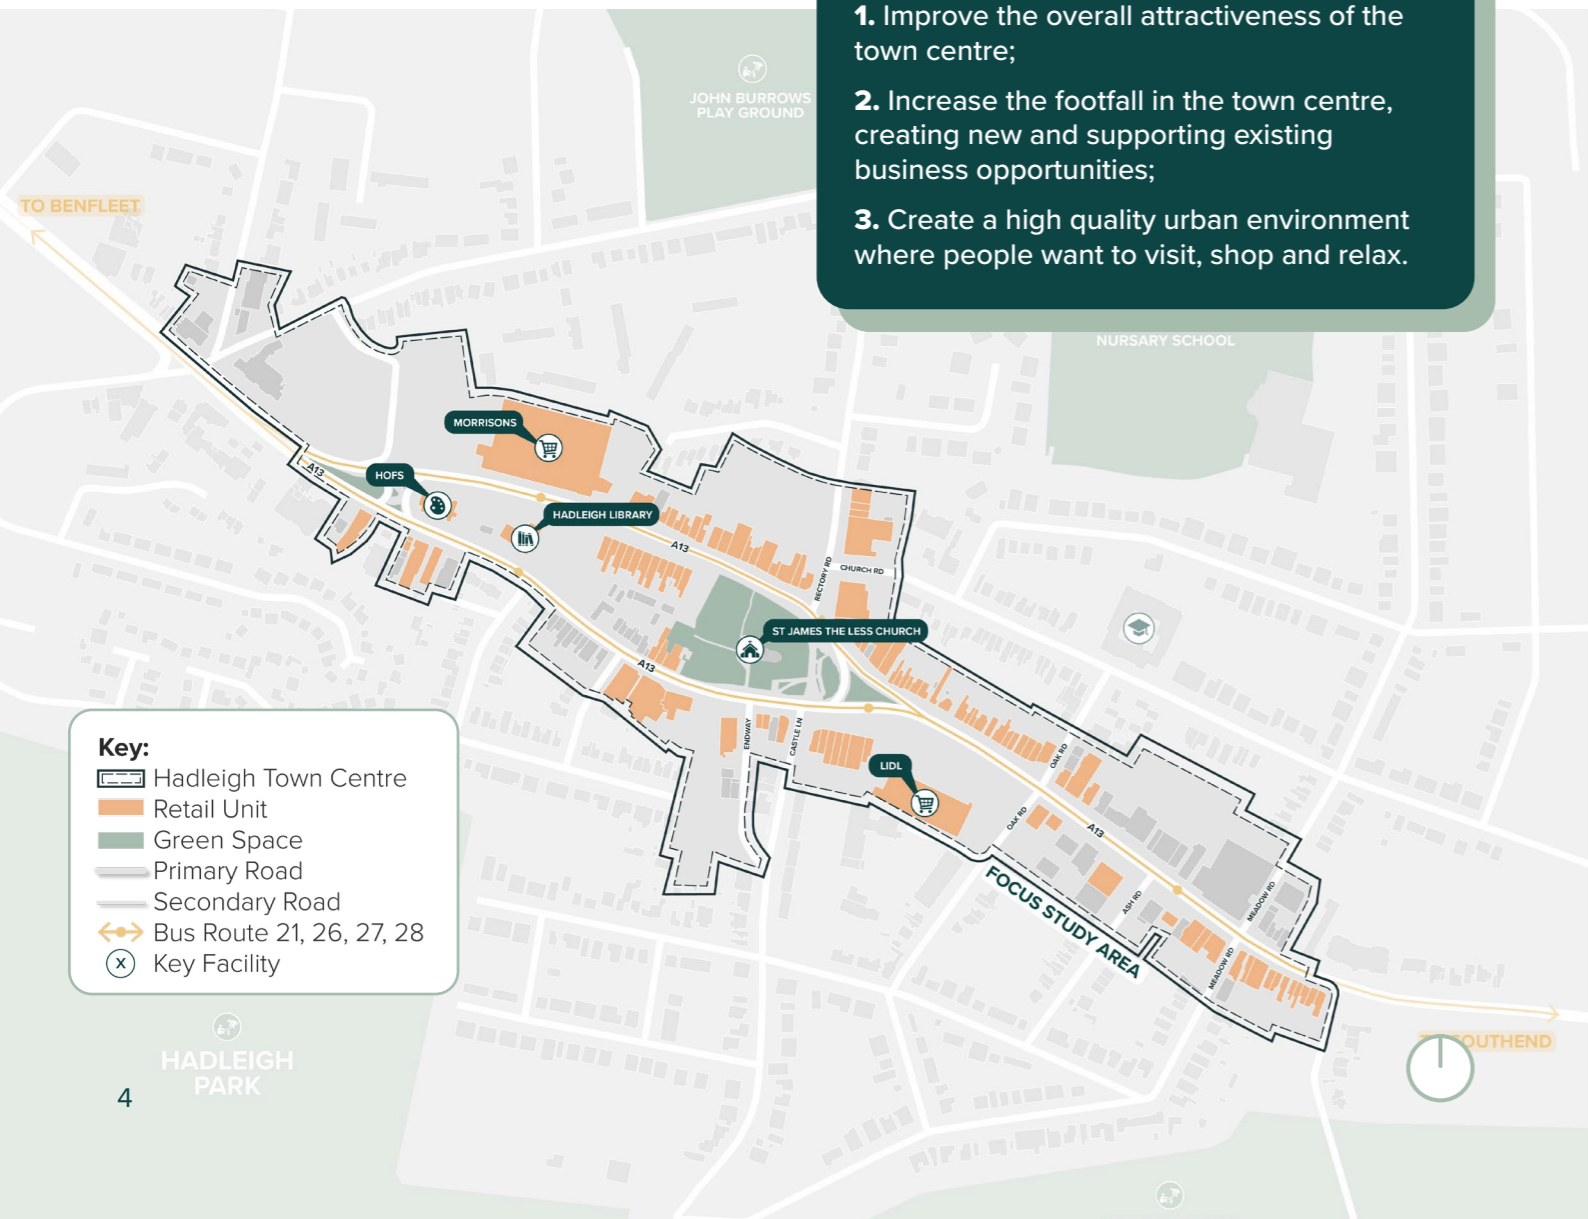 1. Improve the overall attractiveness of the
town centre;
2. Increase the footfall in the town centre,
creating new and supporting existing
business opportunities;
3. Create a high quality urban environment
where people want to visit, shop and relax.
JOHN BURROWS
PLAY GROUND
NURSARY SCHOOL
TO BENFLEET
MORRISONS
HOFS
A13
HADLEIGH LIBRARY
A13
RECTORY RD
CHURCH RD
ST JAMES THE LESS CHURCH
A13
ENDWAY
CASTLE LN
LIDL
OAK RD
OAK RD
A13
ASH RD
MEADOW RD
MEADOW RD
FOCUS STUDY AREA
SOUTHEND
Key:
Hadleigh Town Centre
Retail Unit
Green Space
Primary Road
Secondary Road
Bus Route 21, 26, 27, 28
X
Key Facility
HADLEIGH
PARK
4